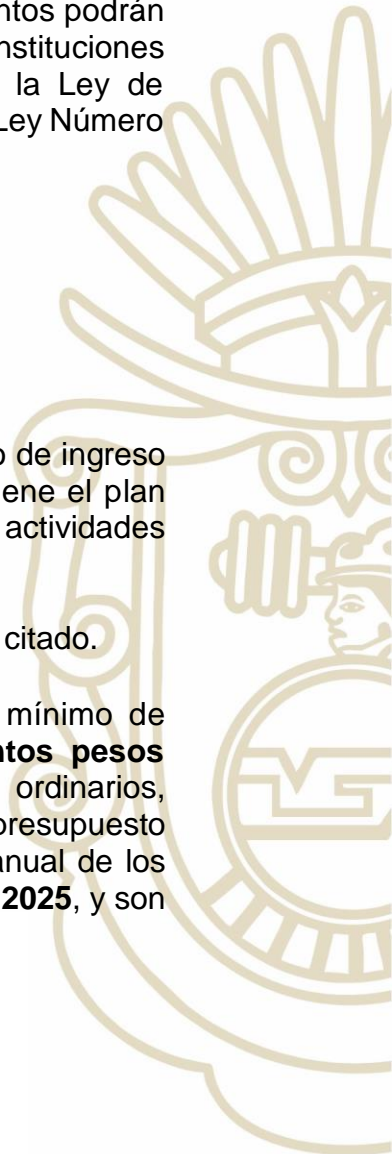 ntos podrán
nstituciones
la Ley de
Ley Número
o de ingreso
iene el plan
actividades
citado.
mínimo de
ntos pesos
ordinarios,
presupuesto
anual de los
2025, y son